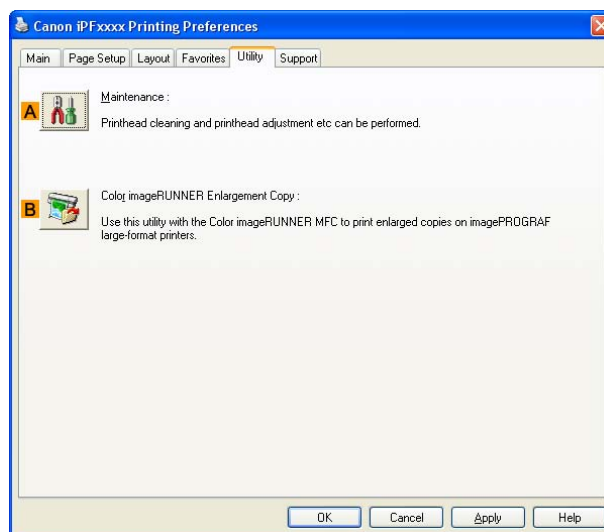 Canon iPFxxxx Printing Preferences
Main Page Setup Layout Favorites Utility Support
A
Maintenance :
Printhead cleaning and printhead adjustment etc can be performed.
B
Color imageRUNNER Enlargement Copy :
Use this utility with the Color imageRUNNER MFC to print enlarged copies on imagePROGRAF
large-format printers.
OK Cancel Apply Help